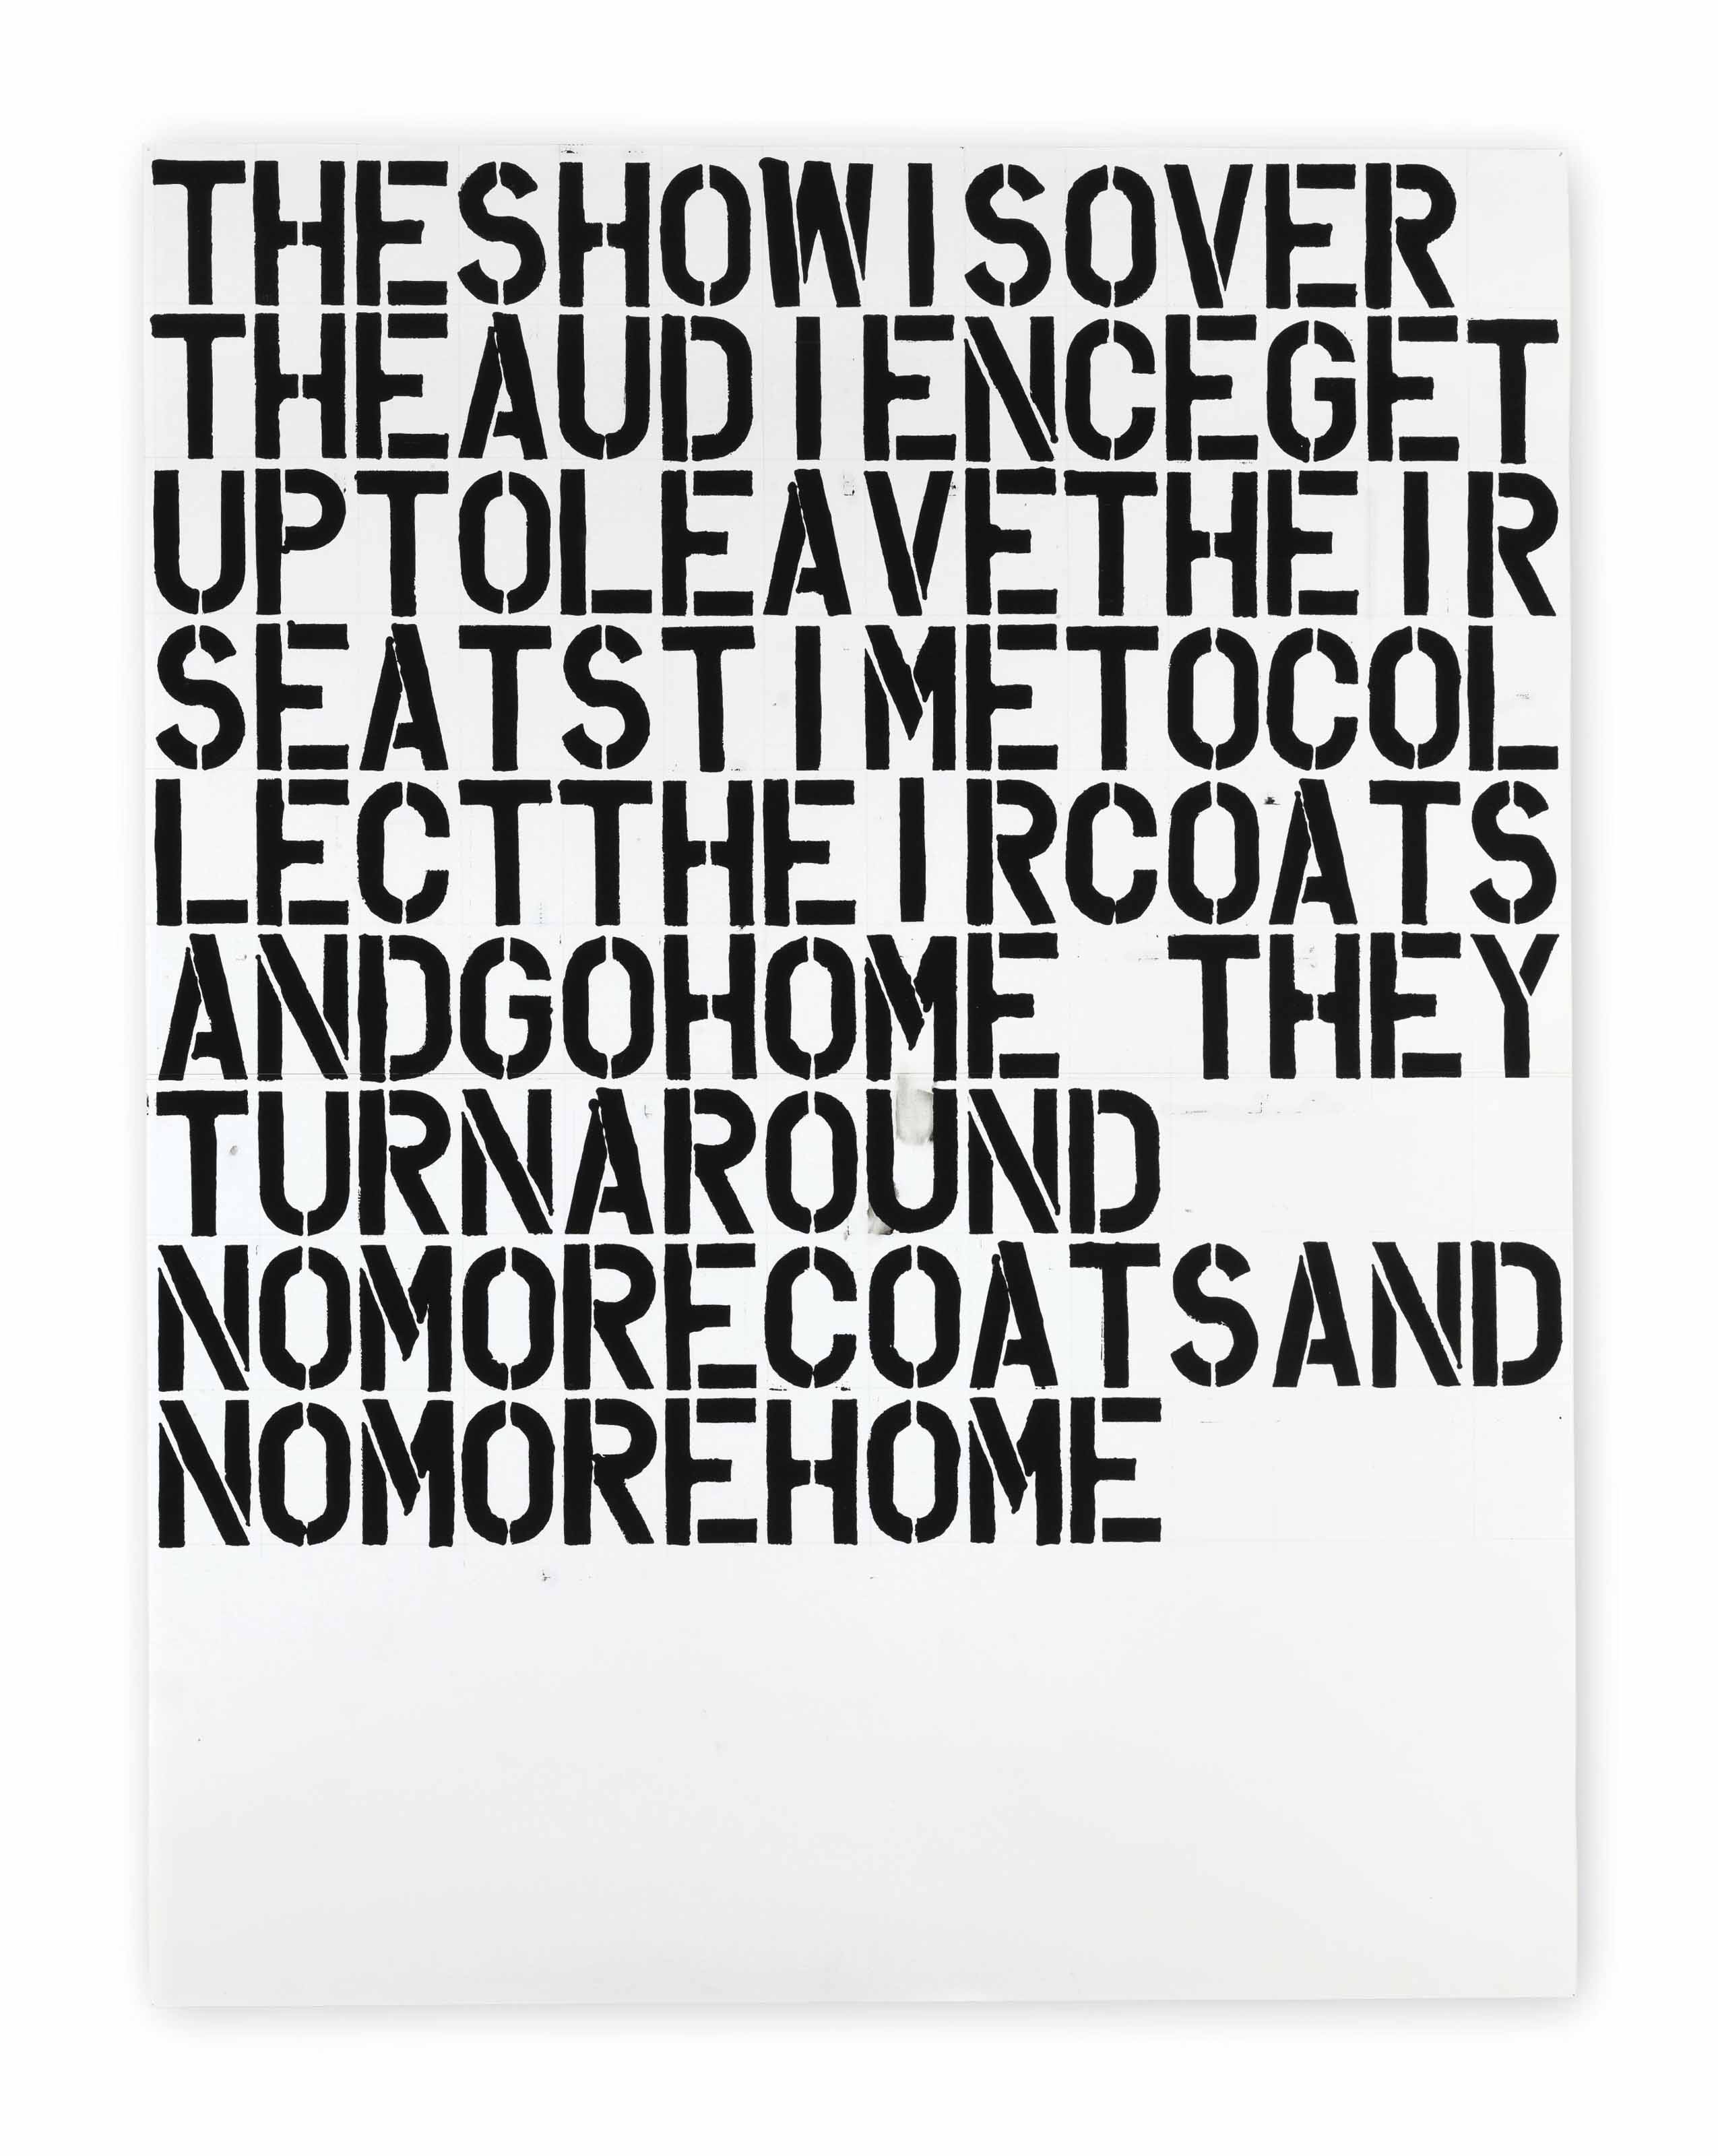 THESHOWISOVER
THEAUDIENCEGET
UPTOLEAVETHEIR
SEATSTIMETOCOL
LECTTHEIRCOATS
ANDGOHOME THEY
TURNAROUND
NOMORECOATSAND
NOMOREHOME